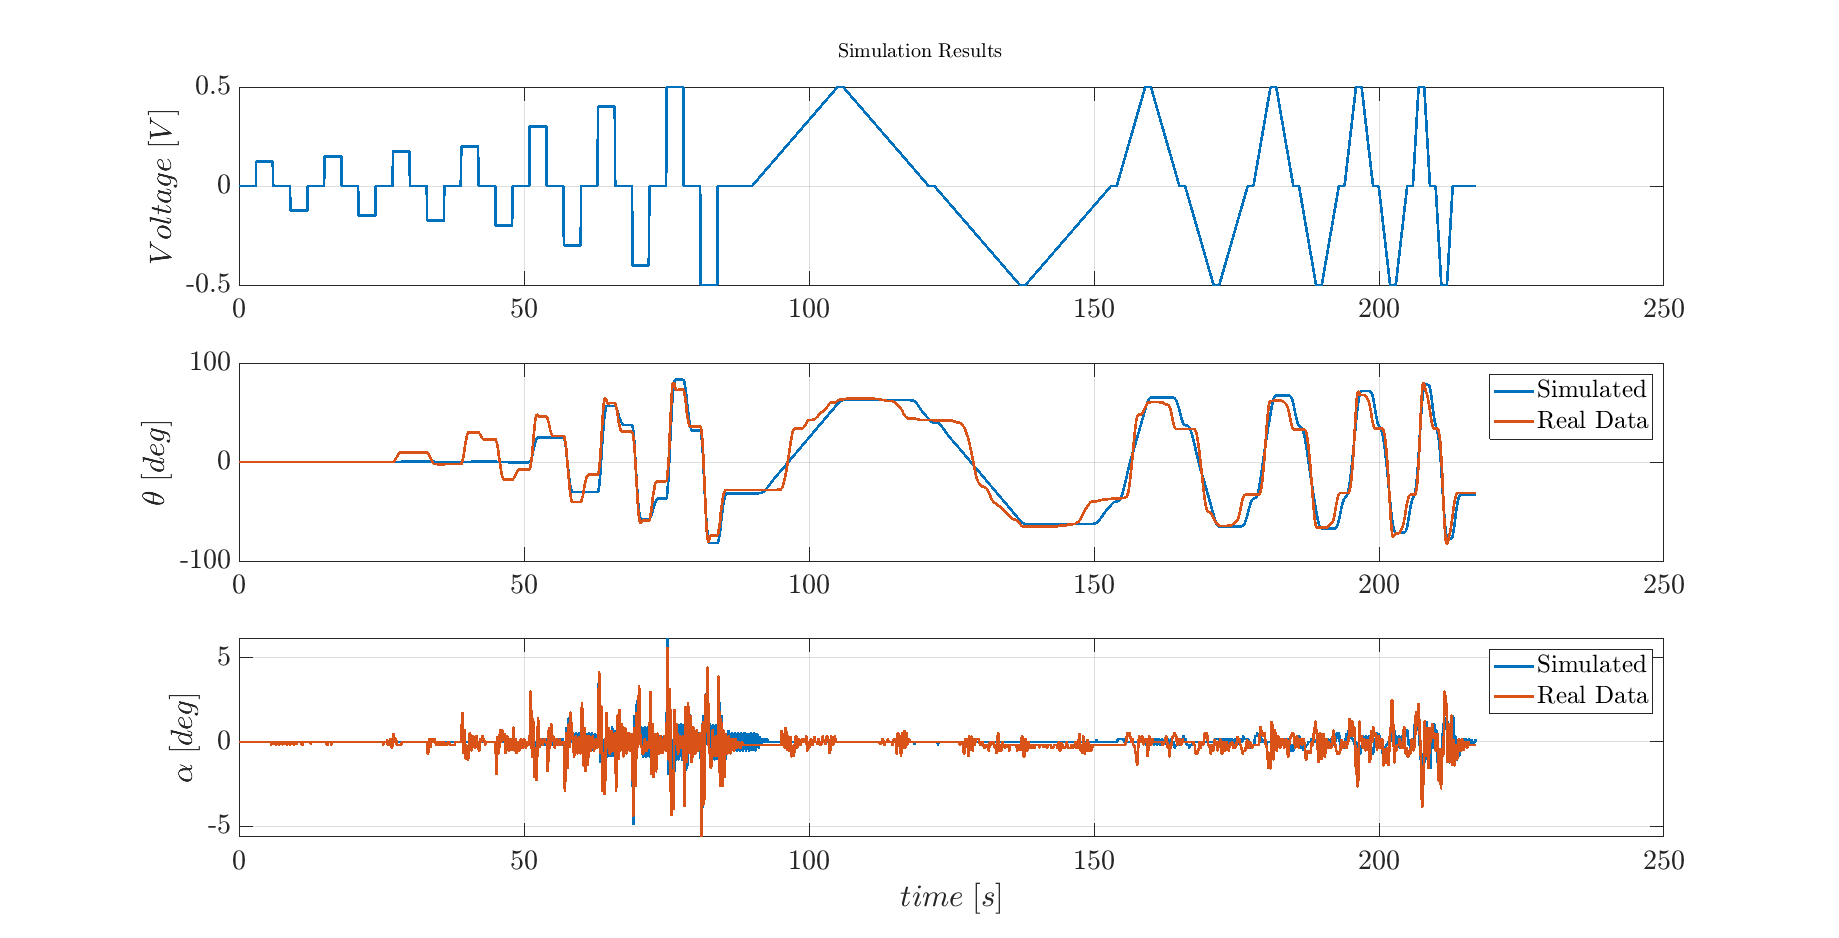 Simulation Results
Voltage [V]
0.5
0
-0.5
0 50 100 150 200 250
θ [deg]
100
0
-100
Simulated
Real Data
0 50 100 150 200 250
α [deg]
5
0
-5
Simulated
Real Data
0 50 100 150 200 250
time [s]